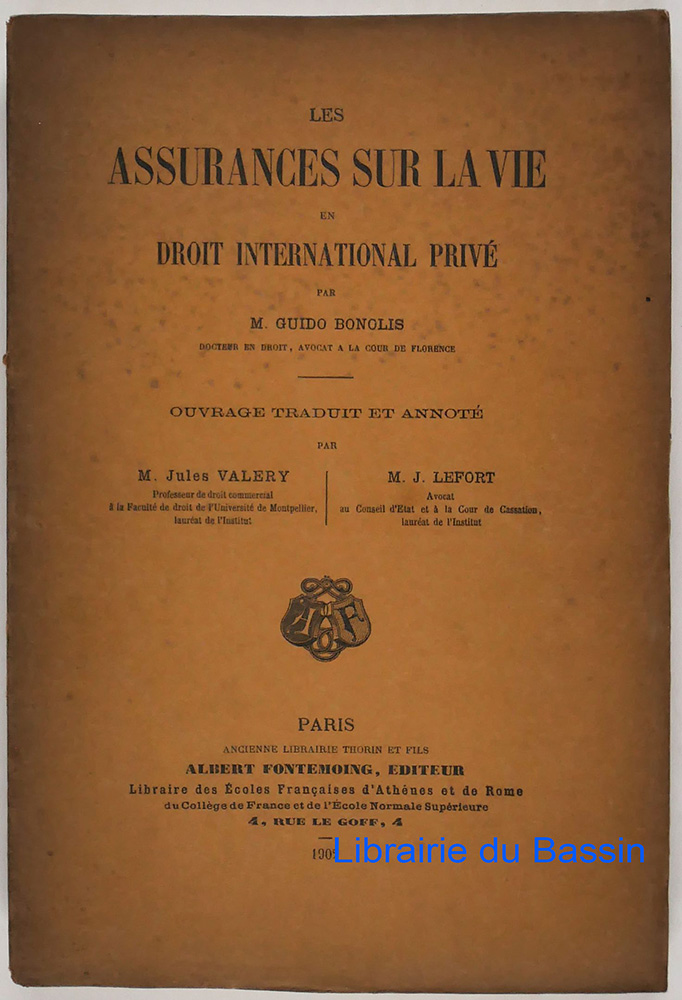 LES
ASSURANCES SUR LA VIE
EN
DROIT INTERNATIONAL PRIVÉ
PAR
M. GUIDO BONOLIS
DOCTEUR EN DROIT, AVOCAT A LA COUR DE FLORENCE
OUVRAGE TRADUIT ET ANNOTÉ
PAR
M. Jules VALERY
Professeur de droit commercial
à la Faculté de droit de l'Université de Montpellier,
lauréat de l'Institut
M. J. LEFORT
Avocat
au Conseil d'Etat et à la Cour de Cassation,
lauréat de l'Institut
A F
PARIS
ANCIENNE LIBRAIRIE THORIN ET FILS
ALBERT FONTEMOING, EDITEUR
Libraire des Écoles Françaises d'Athénes et de Rome
du Collège de France et de l'École Normale Supérieure
4, RUE LE GOFF, 4
Librairie du Bassin